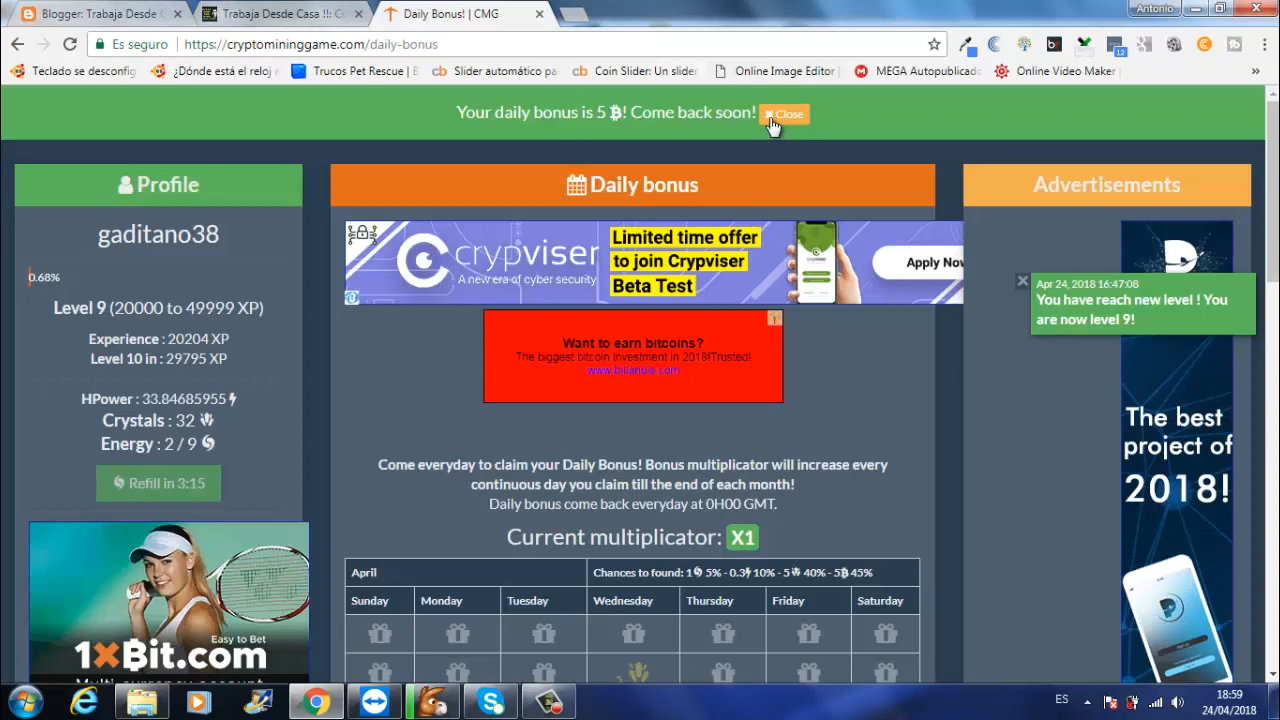 Blogger: Trabaja Desde C
Trabaja Desde Casa !!!: C
Daily Bonus! | CMG
Antonio
Es seguro
https://cryptomininggame.com/daily-bonus
12
Teclado se desconfig
¿Dónde está el reloj
Trucos Pet Rescue |
Slider automático pa
Coin Slider: Un slider
Online Image Editor
MEGA Autopublicad
Online Video Maker
Your daily bonus is 5 ! Come back soon! Close
Profile
Daily bonus
Advertisements
gaditano38
0.68%
Level 9 (20000 to 49999 XP)
Experience : 20204 XP
Level 10 in : 29795 XP
HPower : 33.84685955
Crystals : 32
Energy : 2 / 9
Refill in 3:15
crypviser
A new era of cyber security
Limited time offer
to join Crypviser
Beta Test
Apply Now
Want to earn bitcoins?
The biggest bitcoin investment in 2018!Trusted!
Apr 24, 2018 16:47:08
You have reach new level ! You
are now level 9!
Come everyday to claim your Daily Bonus! Bonus multiplicator will increase every
continuous day you claim till the end of each month!
Daily bonus come back everyday at 0H00 GMT.
Current multiplicator: X1
April
Chances to found: 1 5% - 0.3 10% - 5 40% - 5 45%
Sunday
Monday
Tuesday
Wednesday
Thursday
Friday
Saturday
The best
project of
2018!
Easy to Bet
1xBit.com
ES
18:59
24/04/2018